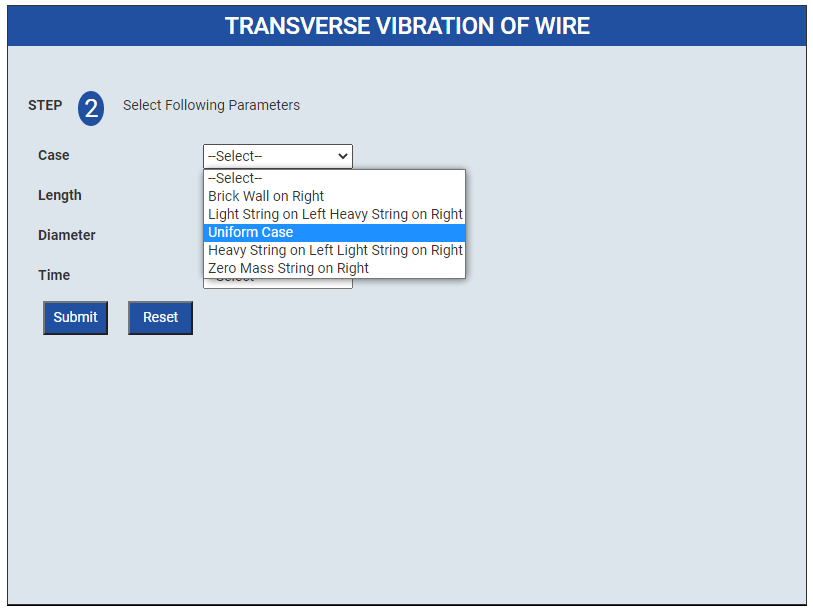 TRANSVERSE VIBRATION OF WIRE
STEP 2 Select Following Parameters
Case --Select--
--Select--
Brick Wall on Right
Length
Light String on Left Heavy String on Right
Uniform Case
Diameter
Heavy String on Left Light String on Right
Zero Mass String on Right
Time
Submit Reset